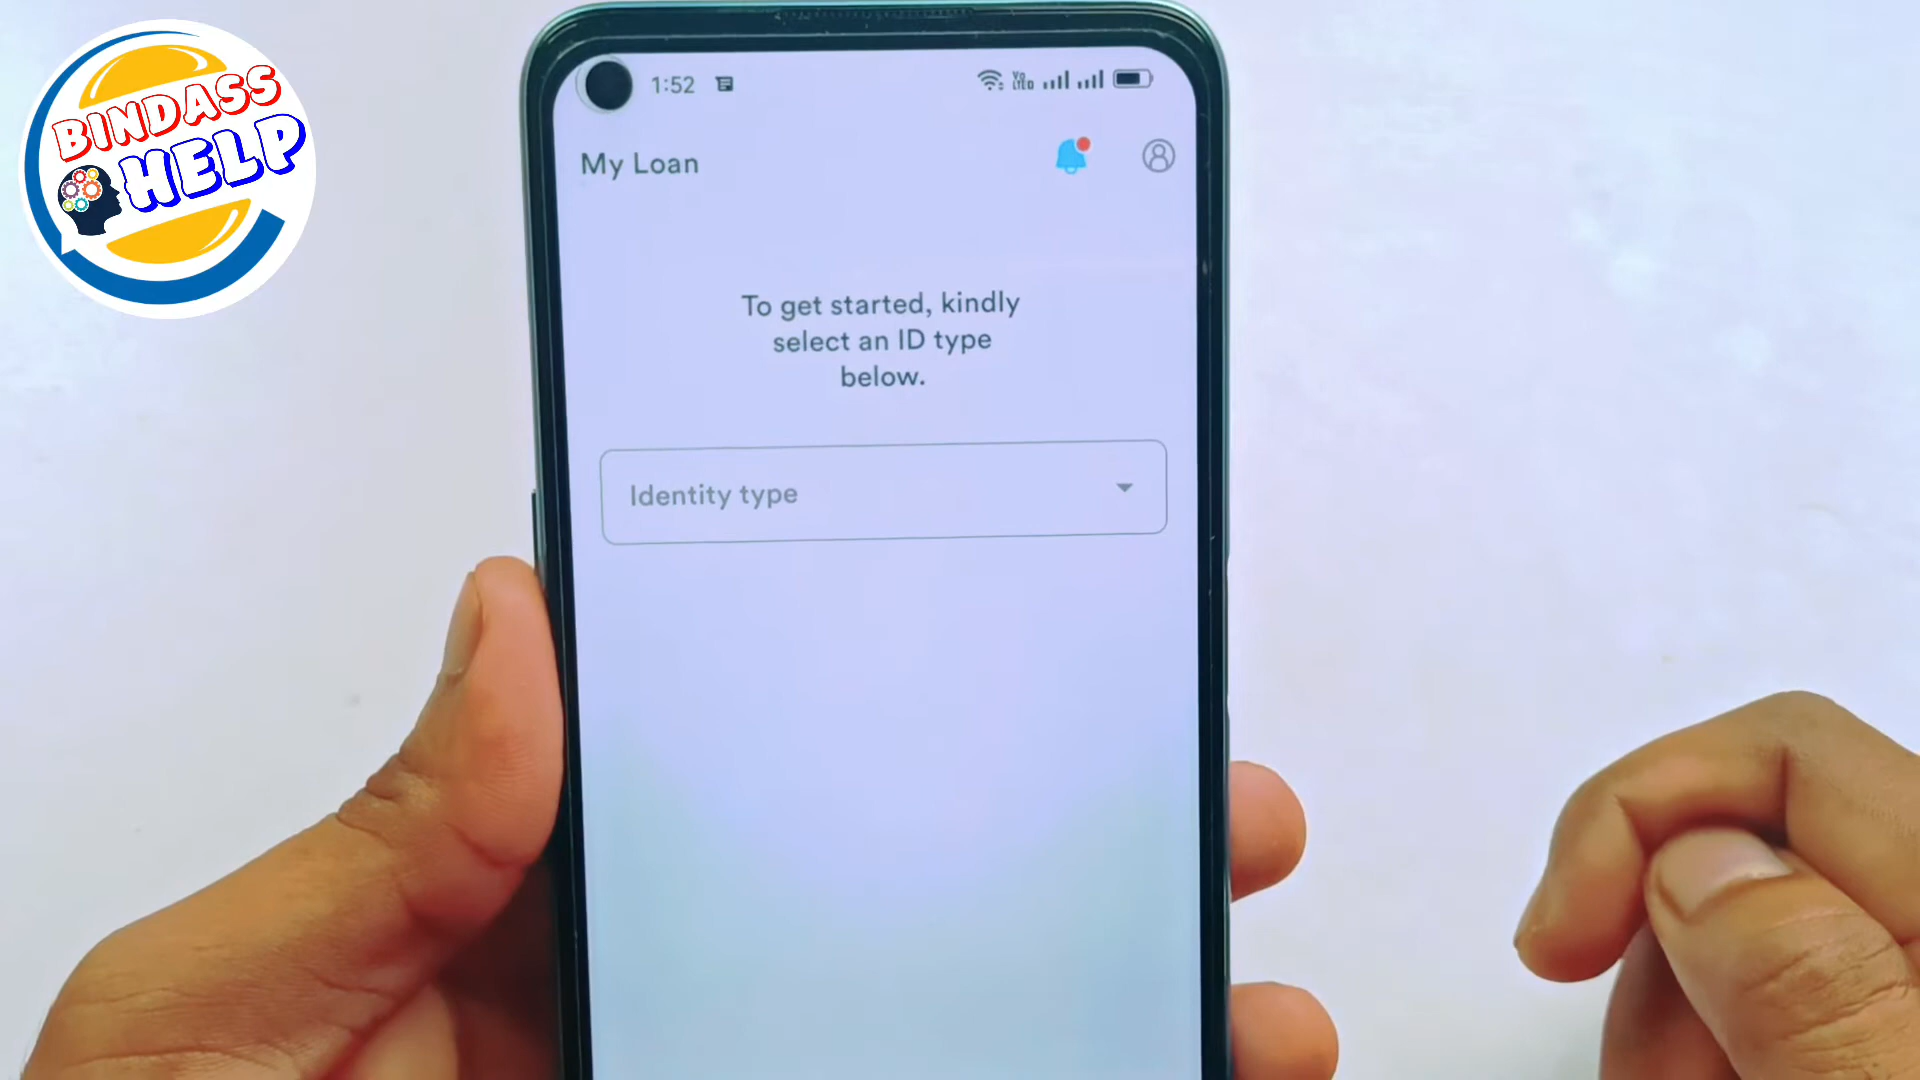 BINDASS
HELP
1:52
My Loan
To get started, kindly
select an ID type
below.
Identity type